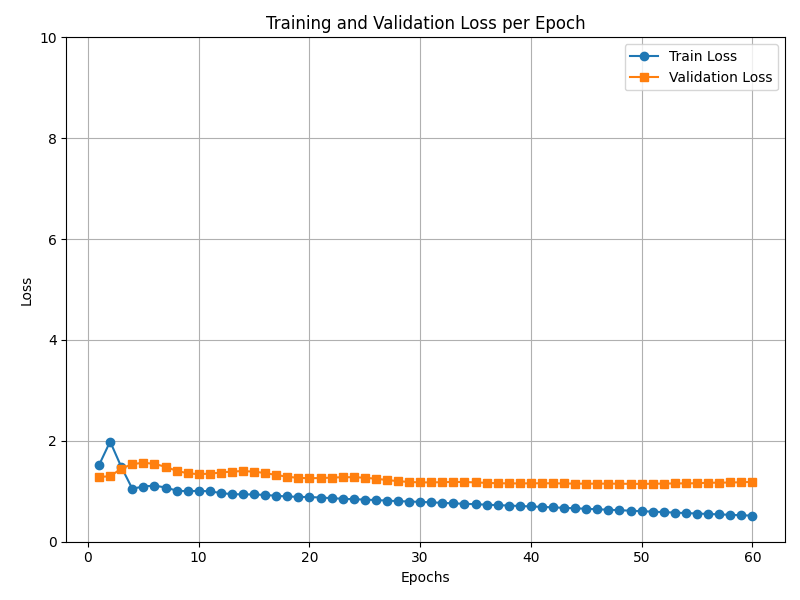 Training and Validation Loss per Epoch
Train Loss
Validation Loss
10
8
6
4
2
0
Loss
0 10 20 30 40 50 60
Epochs